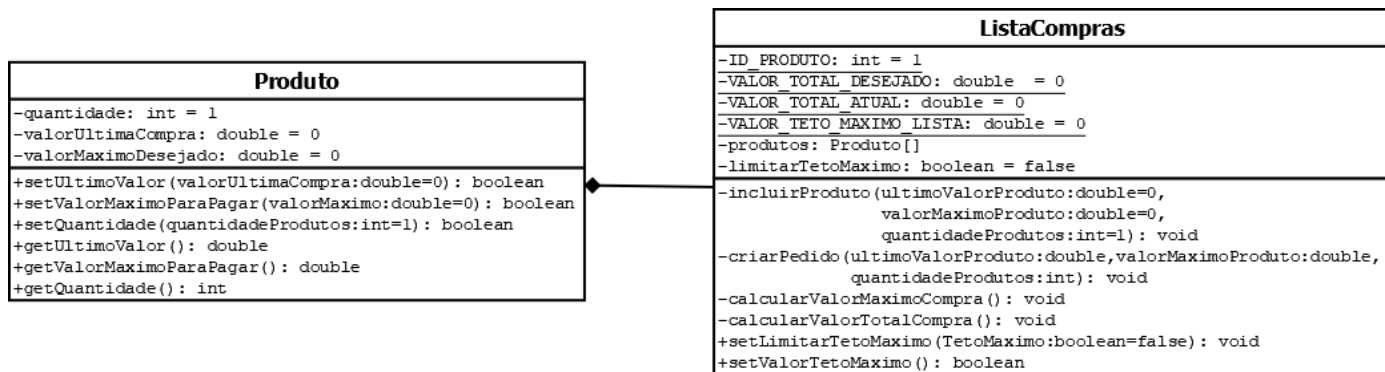 Produto
-quantidade: int = 1
-valorUltimaCompra: double = 0
-valorMaximoDesejado: double = 0
+setUltimoValor(valorUltimaCompra:double=0): boolean
+setValorMaximoParaPagar(valorMaximo:double=0): boolean
+setQuantidade(quantidadeProdutos:int=1): boolean
+getUltimoValor(): double
+getValorMaximoParaPagar(): double
+getQuantidade(): int
ListaCompras
-ID_PRODUTO: int = 1
-VALOR_TOTAL_DESEJADO: double = 0
-VALOR_TOTAL_ATUAL: double = 0
-VALOR_TETO_MAXIMO_LISTA: double = 0
-produtos: Produto[]
-limitarTetoMaximo: boolean = false
-incluirProduto(ultimoValorProduto:double=0,
valorMaximoProduto:double=0,
quantidadeProdutos:int=1): void
-criarPedido(ultimoValorProduto:double,valorMaximoProduto:double,
quantidadeProdutos:int): void
-calcularValorMaximoCompra(): void
-calcularValorTotalCompra(): void
+setLimitarTetoMaximo(TetoMaximo:boolean=false): void
+setValorTetoMaximo(): boolean